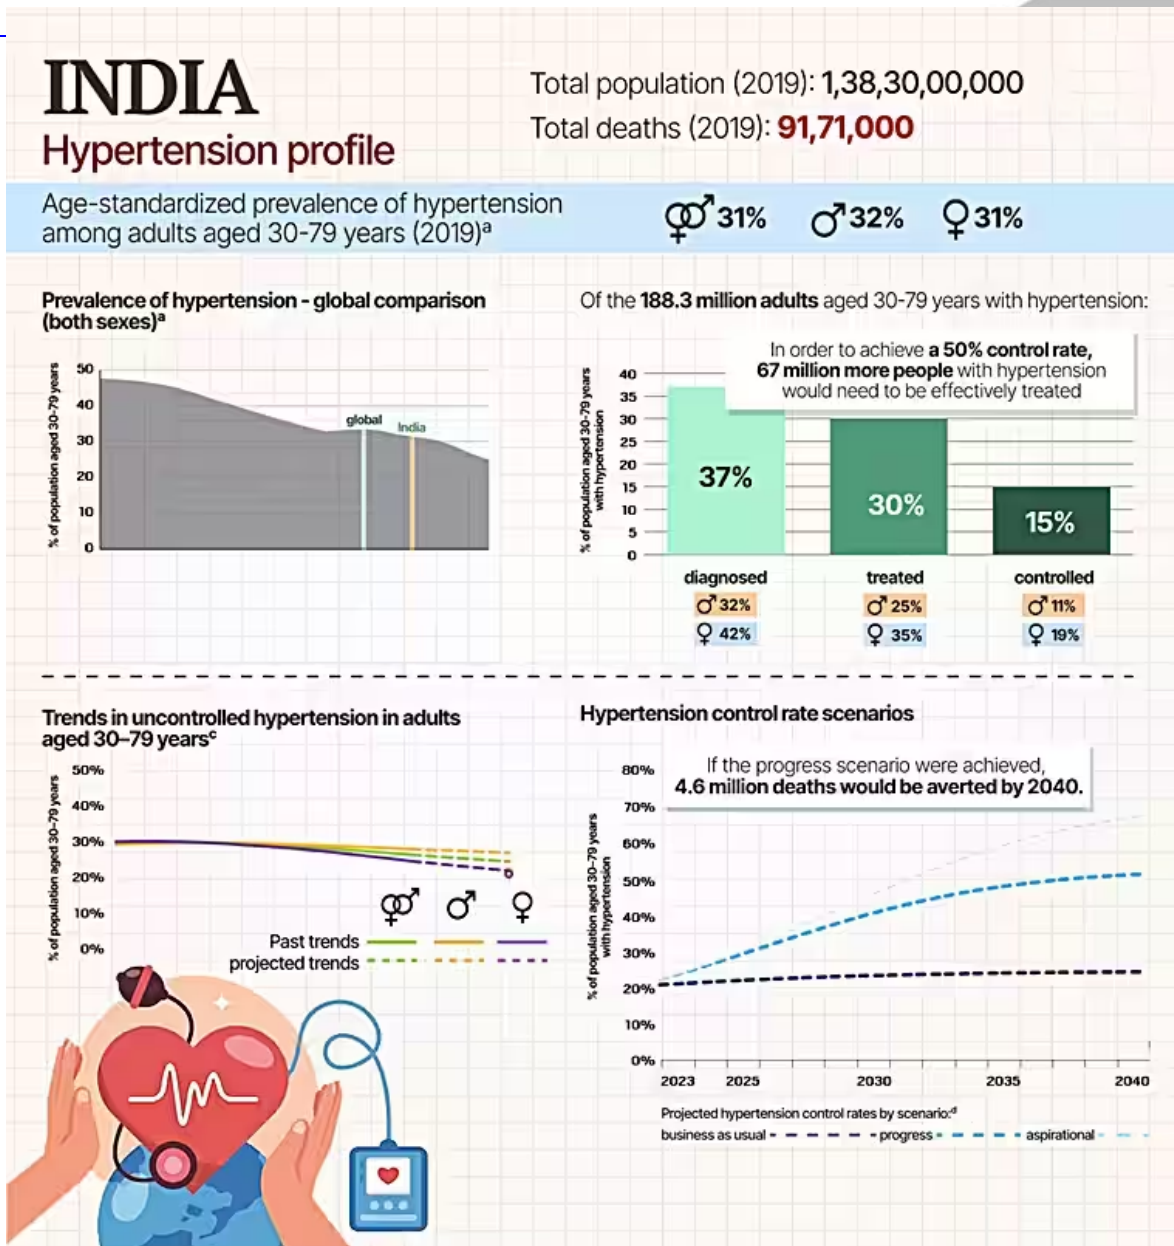 INDIA
Hypertension profile
Total population (2019): 1,38,30,00,000
Total deaths (2019): 91,71,000
Age-standardized prevalence of hypertension
among adults aged 30-79 years (2019)ᵃ
31%
32%
31%
Prevalence of hypertension - global comparison
(both sexes)ᵃ
% of population aged 30-79 years
50
40
30
20
10
0
global
India
Of the 188.3 million adults aged 30-79 years with hypertension:
In order to achieve a 50% control rate,
67 million more people with hypertension
would need to be effectively treated
% of population aged 30-79 years
with hypertension
40
35
30
25
20
15
10
5
0
37%
30%
15%
diagnosed
treated
controlled
♂ 32%
♂ 25%
♂ 11%
♀ 42%
♀ 35%
♀ 19%
Trends in uncontrolled hypertension in adults
aged 30–79 yearsᶜ
% of population aged 30–79 years
50%
40%
30%
20%
10%
0%
Past trends
projected trends
Hypertension control rate scenarios
If the progress scenario were achieved,
4.6 million deaths would be averted by 2040.
% of population aged 30–79 years
with hypertension
80%
70%
60%
50%
40%
30%
20%
10%
0%
2023 2025 2030 2035 2040
Projected hypertension control rates by scenario:ᵈ
business as usual progress aspirational